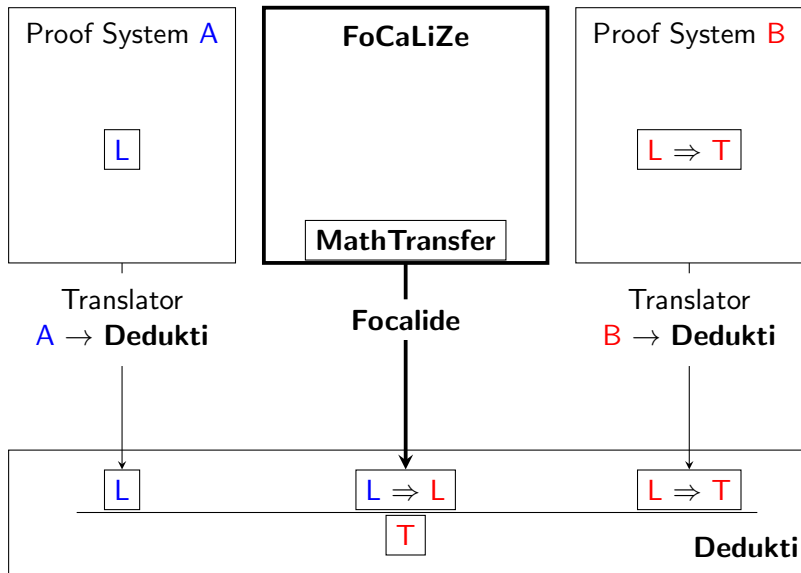 Proof System A
FoCaLiZe
Proof System B
L
L ⇒ T
MathTransfer
Translator
A → Dedukti
Focalide
Translator
B → Dedukti
L
L ⇒ L
L ⇒ T
T
Dedukti